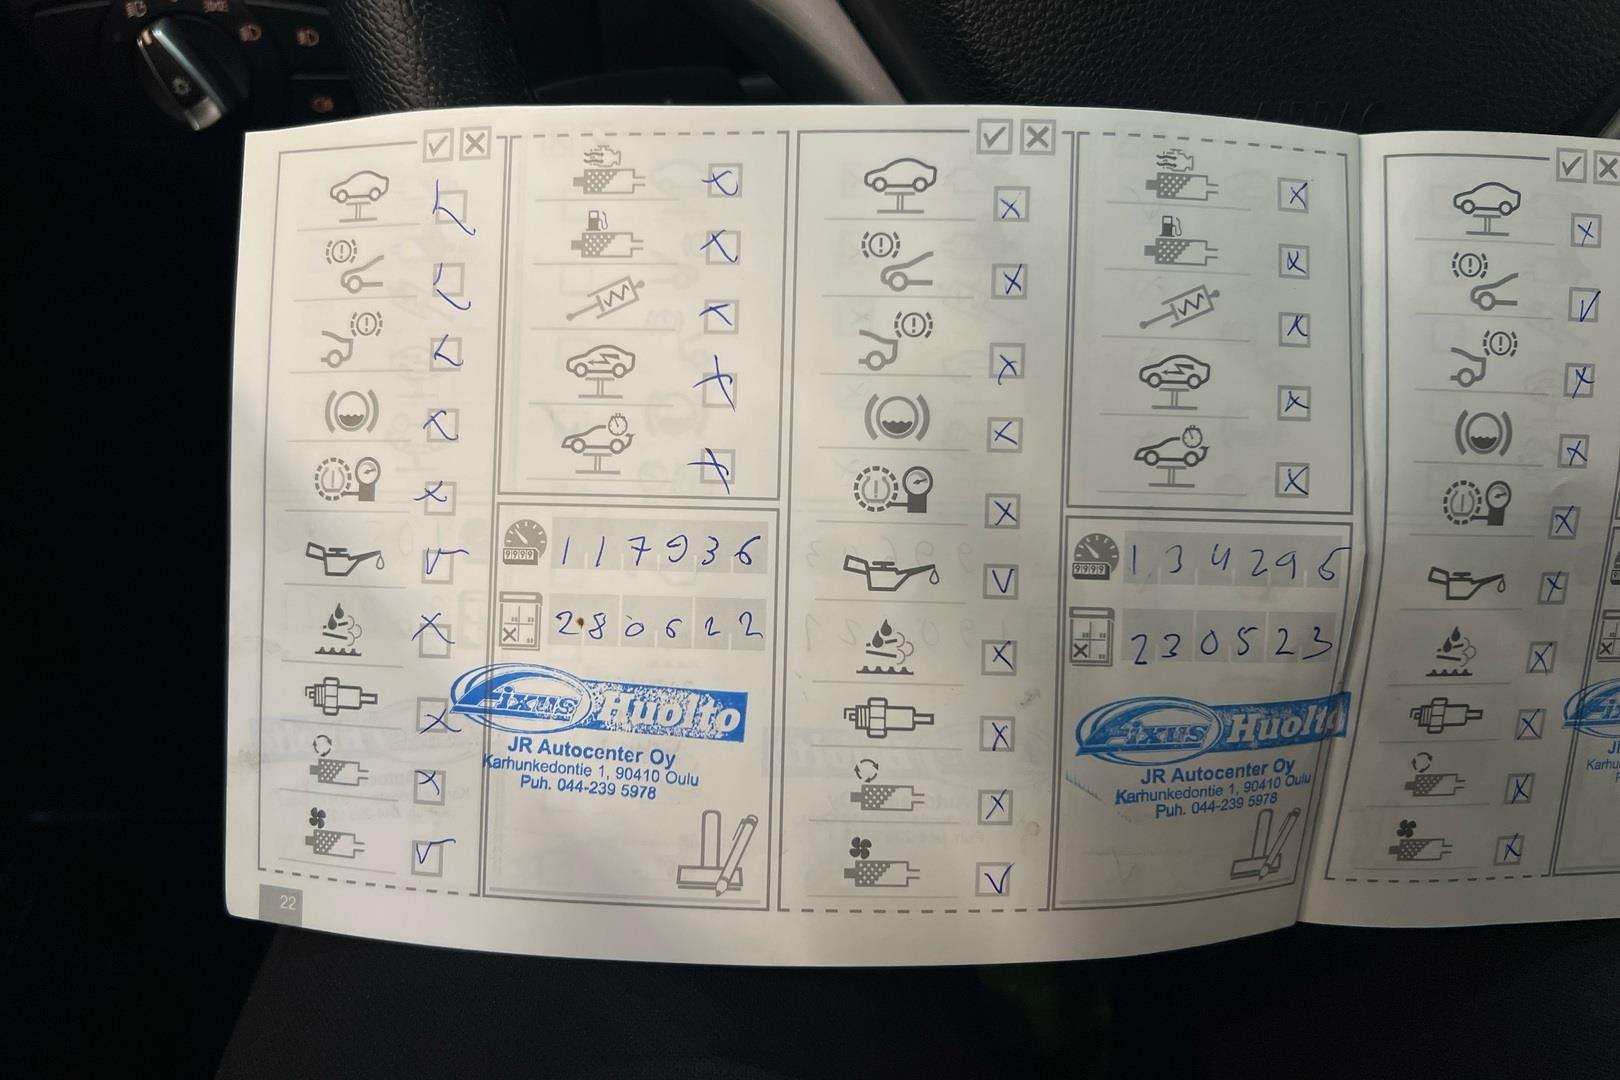 117936
280622
Fixus Huolto
JR Autocenter Oy
Karhunkedontie 1, 90410 Oulu
Puh. 044-239 5978
22
134296
230523
Fixus Huolto
JR Autocenter Oy
Karhunkedontie 1, 90410 Oulu
Puh. 044-239 5978